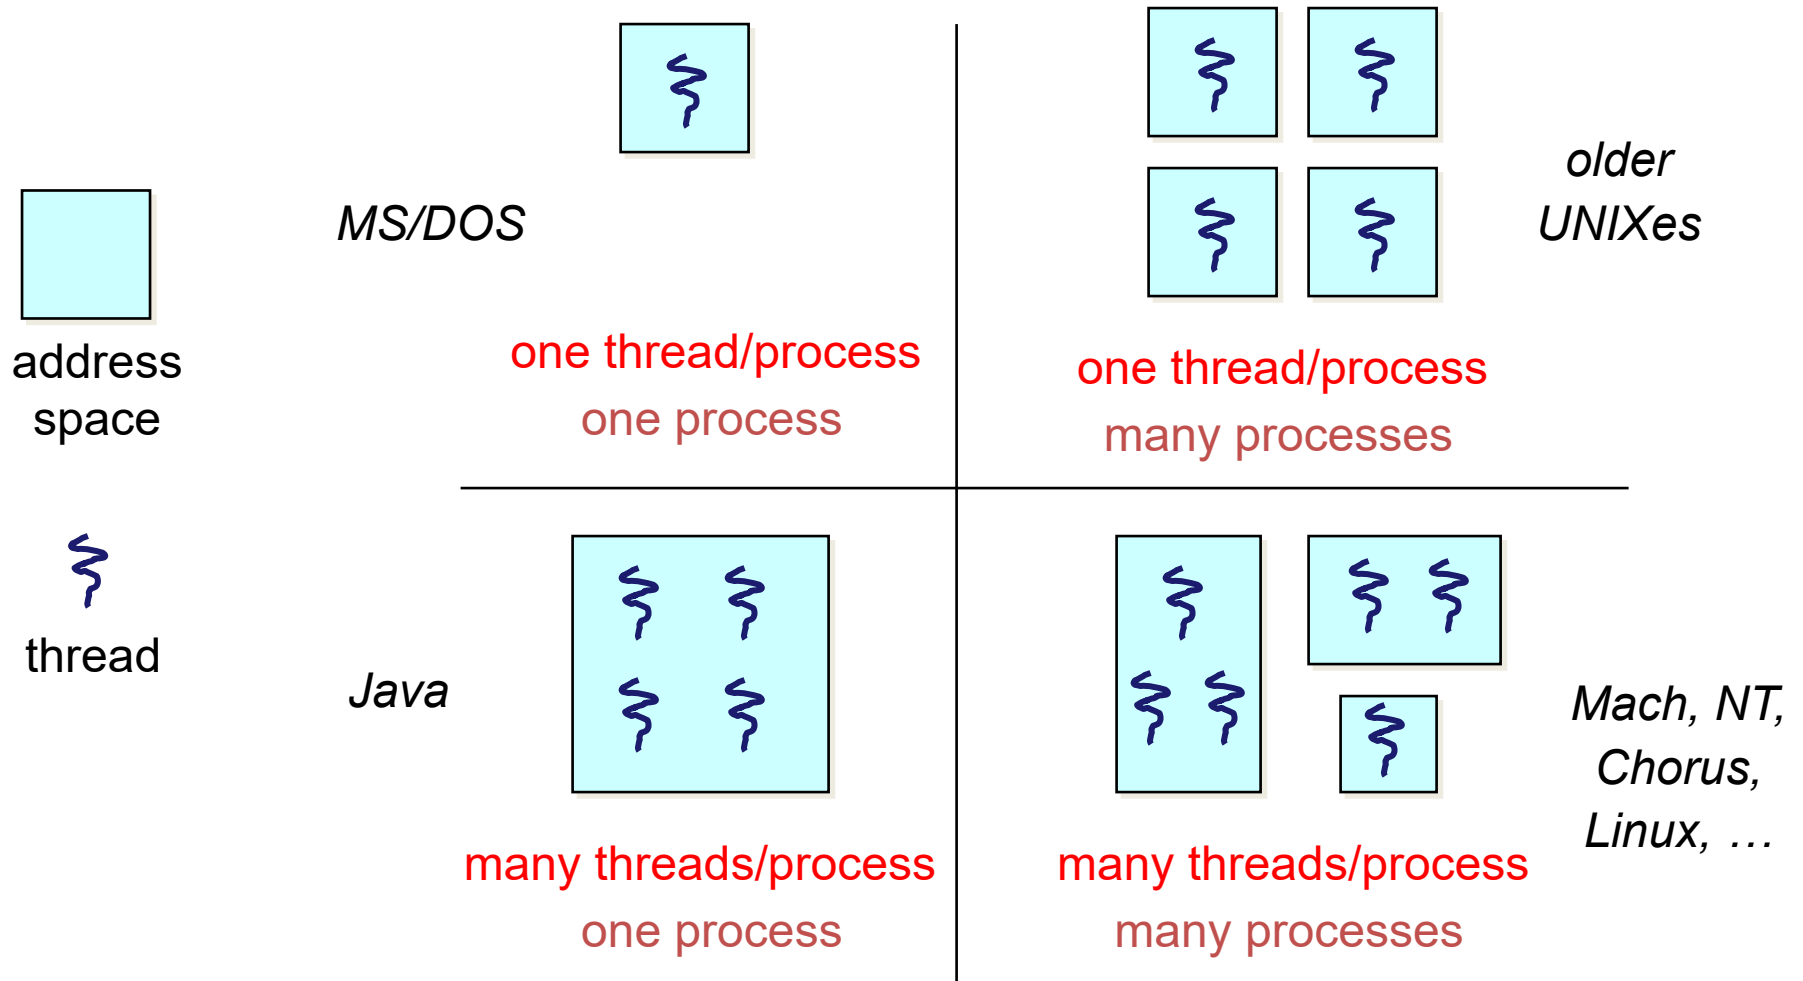 address
space
thread
MS/DOS
one thread/process
one process
older
UNIXes
one thread/process
many processes
Java
many threads/process
one process
Mach, NT,
Chorus,
Linux, …
many threads/process
many processes